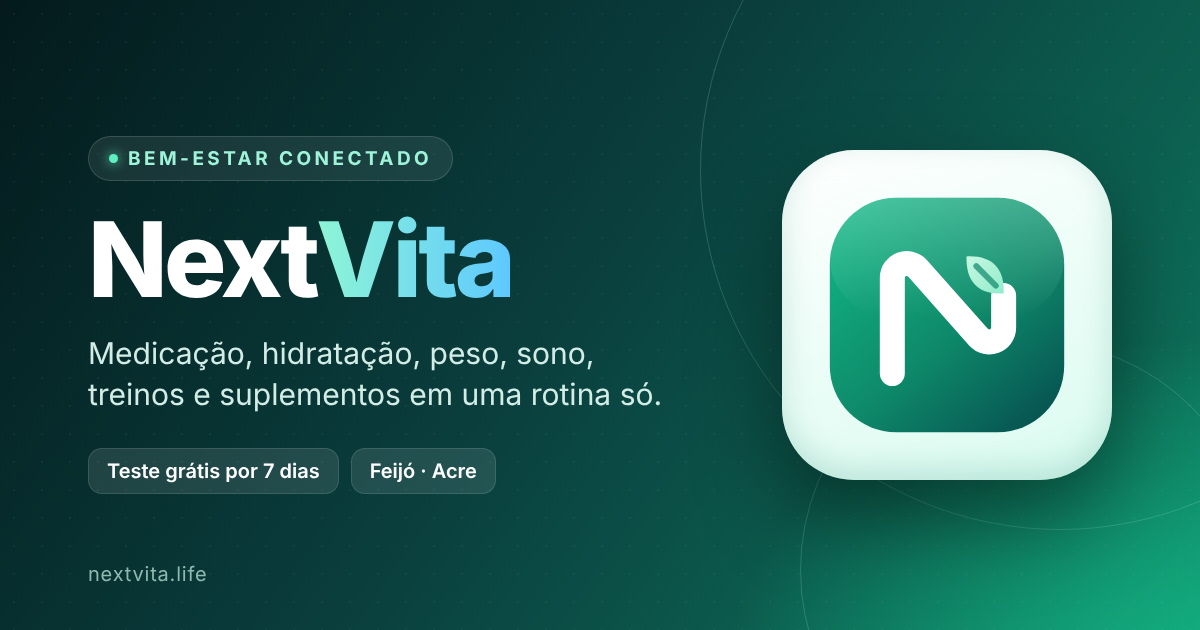 BEM-ESTAR CONECTADO
NextVita
Medicação, hidratação, peso, sono,
treinos e suplementos em uma rotina só.
Teste grátis por 7 dias
Feijó · Acre
nextvita.life